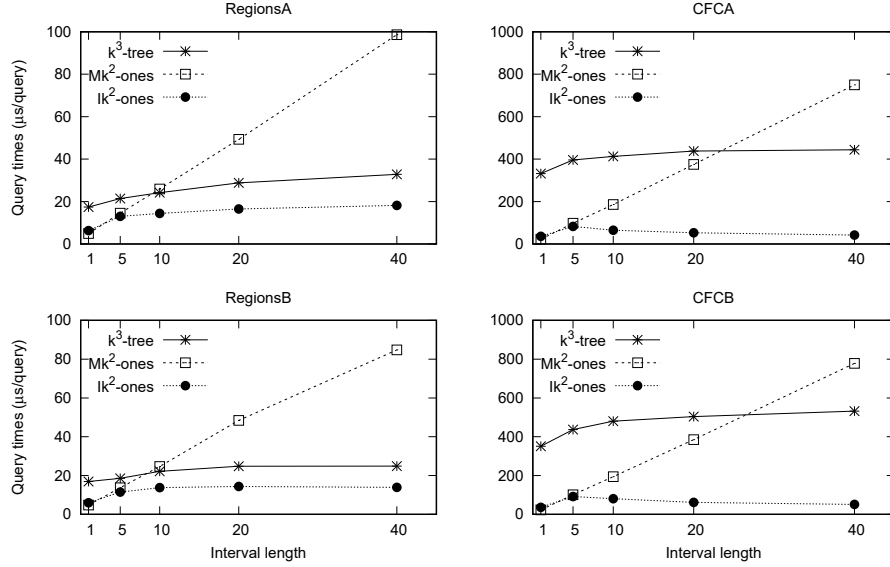 RegionsA
Query times (µs/query)
100
80
60
40
20
0
k³-tree
Mk²-ones
Ik²-ones
1 5 10 20 40
CFCA
1000
800
600
400
200
0
k³-tree
Mk²-ones
Ik²-ones
1 5 10 20 40
RegionsB
Query times (µs/query)
100
80
60
40
20
0
k³-tree
Mk²-ones
Ik²-ones
1 5 10 20 40
Interval length
CFCB
1000
800
600
400
200
0
k³-tree
Mk²-ones
Ik²-ones
1 5 10 20 40
Interval length